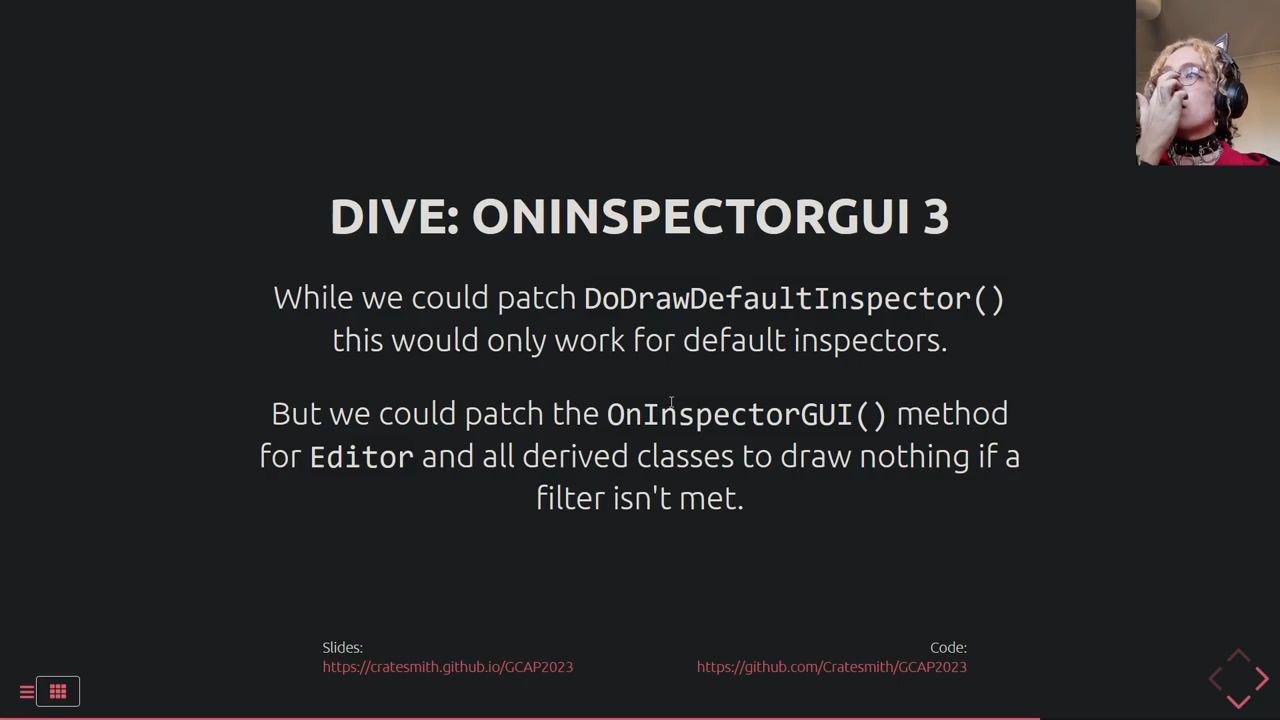 DIVE: ONINSPECTORGUI 3
While we could patch DoDrawDefaultInspector()
this would only work for default inspectors.
But we could patch the OnInspectorGUI() method
for Editor and all derived classes to draw nothing if a
filter isn't met.
Slides:
https://cratesmith.github.io/GCAP2023
Code:
https://github.com/Cratesmith/GCAP2023